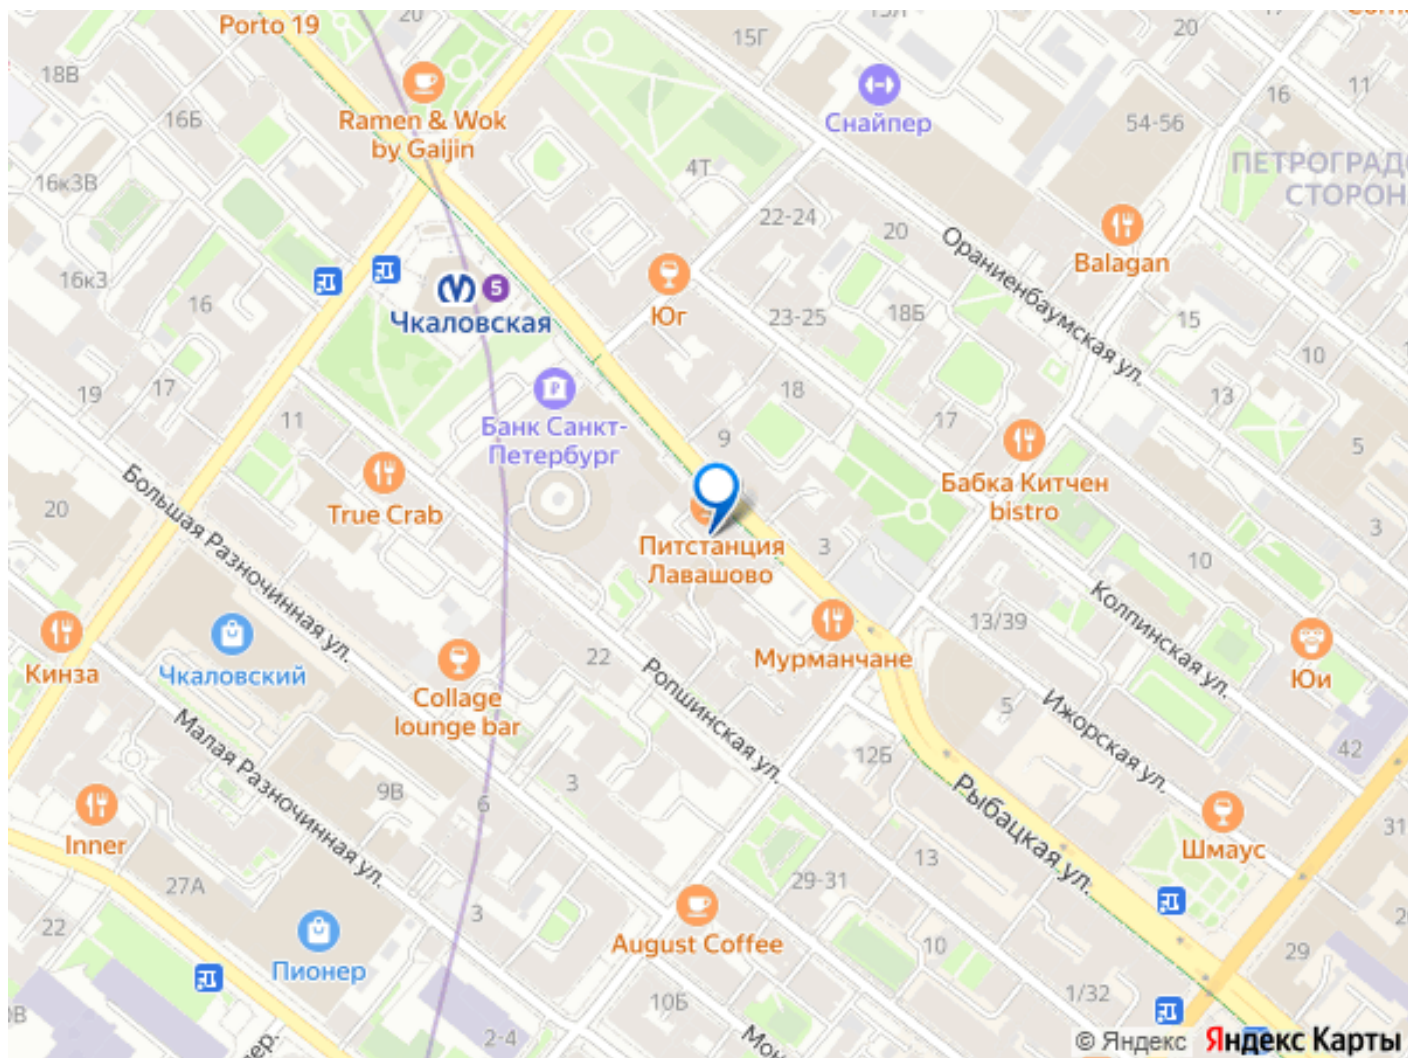 Porto 19
20
15Г
15Л
20
17
18В
16Б
Ramen & Wok
by Gaijin
Снайпер
16
11
54-56
4Т
ПЕТРОГРАД
СТОРОН
16к3В
22-24
20
Ораниенбаумская ул.
Balagan
16к3
16
5
Чкаловская
Юг
23-25
18Б
15
10
19
17
11
Банк Санкт-
Петербург
18
9
17
13
5
Бабка Китчен
bistro
True Crab
20
Большая Разночинная ул.
Питстанция
Лавашово
3
3
10
Колпинская ул.
13/39
Кинза
Чкаловский
Collage
lounge bar
22
Ропшинская ул.
Мурманчане
Юи
5
Ижорская ул.
42
Малая Разночинная ул.
12Б
3
9В
6
Рыбацкая ул.
Inner
Шмаус
31
13
27А
29-31
3
22
August Coffee
10
29
2
Пионер
10Б
1/32
2-4
© Яндекс Яндекс Карты